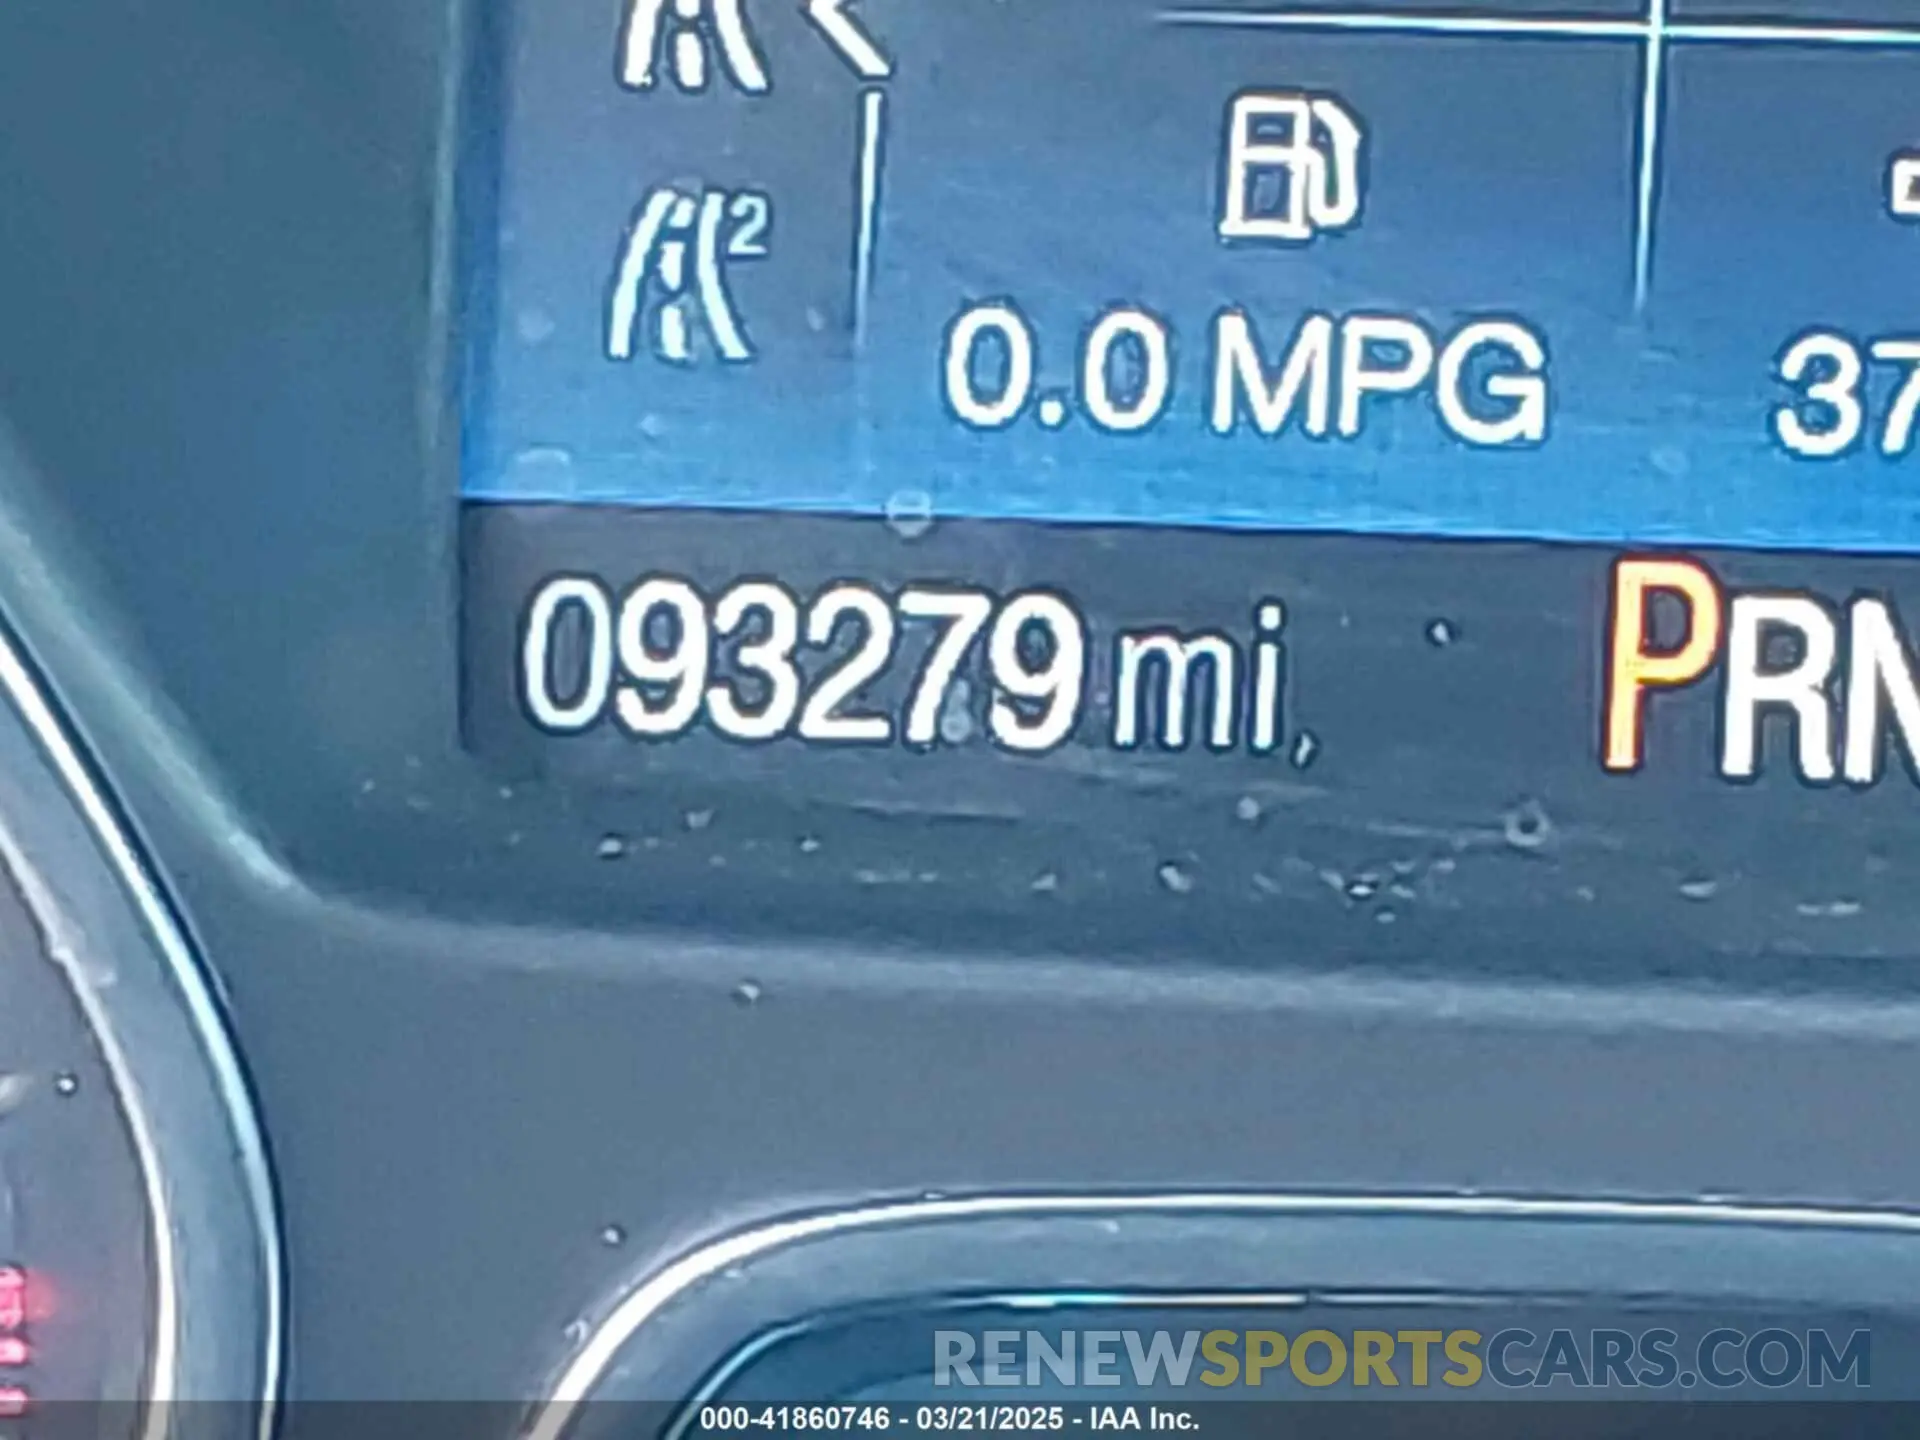 2
0.0 MPG
37
093279 mi,
PRN
RENEWSPORTSCARS.COM
000-41860746 - 03/21/2025 - IAA Inc.